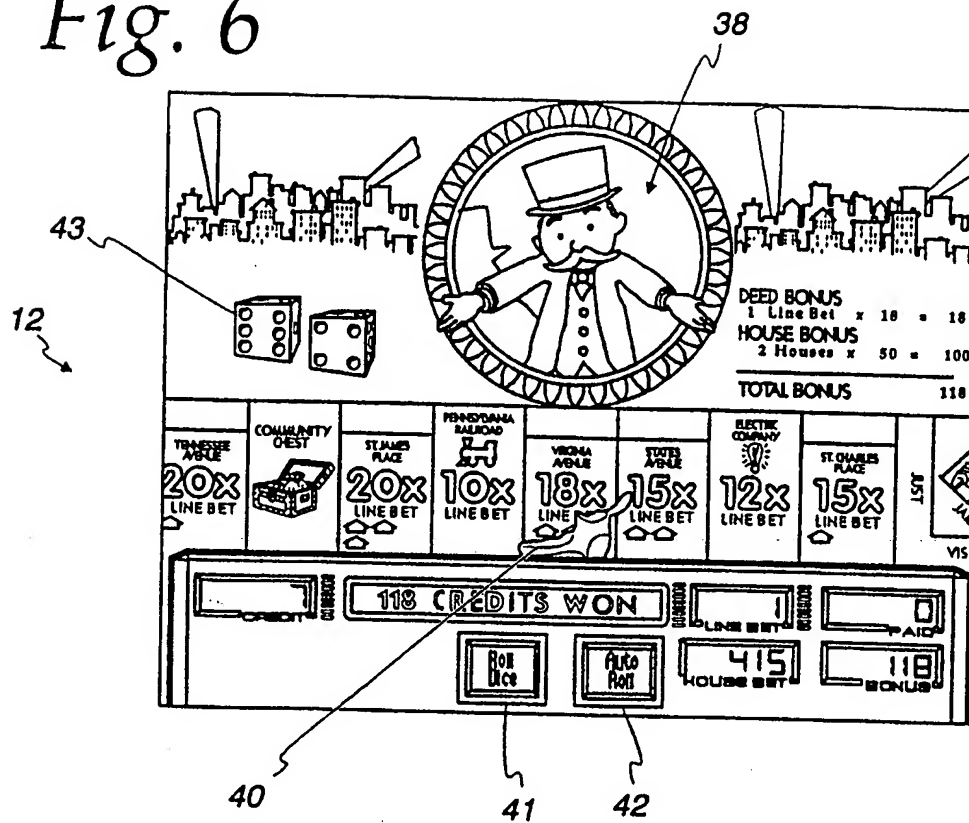 Fig. 6
38
43
12
DEED BONUS
1 Line Bet x 18 = 18
HOUSE BONUS
2 Houses x 50 = 100
TOTAL BONUS 118
TENNESSEE AVENUE
20X
LINE BET
COMMUNITY CHEST
ST. JAMES PLACE
20X
LINE BET
PENNSYLVANIA RAILROAD
10X
LINE BET
VIRGINIA AVENUE
18X
LINE
STATES AVENUE
15X
LINE BET
ELECTRIC COMPANY
12X
LINE BET
ST. CHARLES PLACE
15X
LINE BET
JUST
VIS
CREDIT
118 CREDITS WON
1
LINE BET
0
PAID
Roll Dice
Auto Roll
415
HOUSE BET
118
BONUS
40
41
42